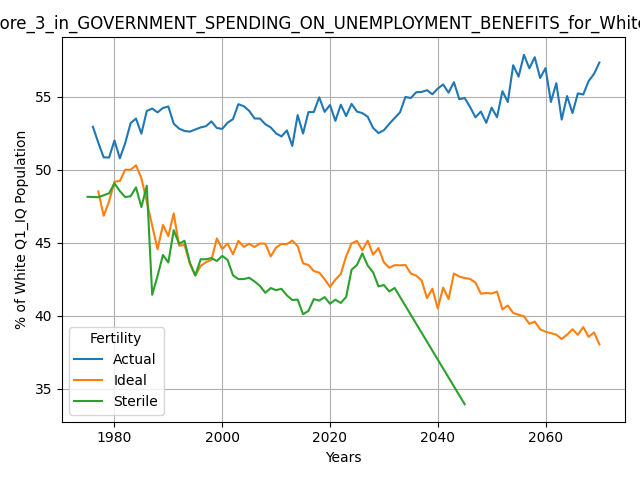 ore_3_in_GOVERNMENT_SPENDING_ON_UNEMPLOYMENT_BENEFITS_for_White
% of White Q1_IQ Population
55
50
45
40
35
Fertility
Actual
Ideal
Sterile
1980 2000 2020 2040 2060
Years